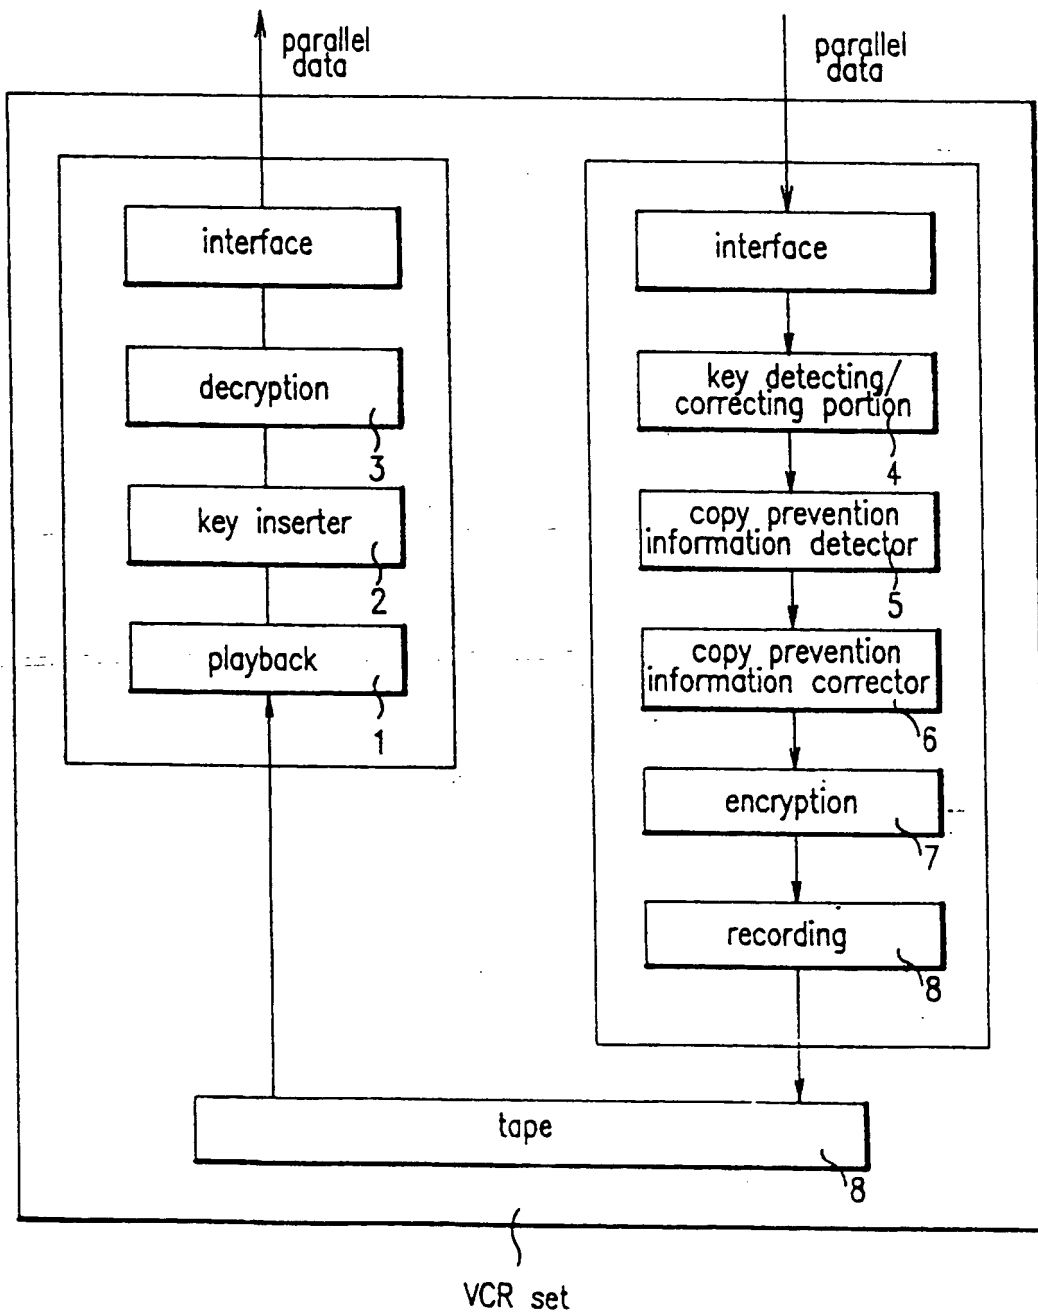 parallel
data
interface
decryption
3
key inserter
2
playback
1
parallel
data
interface
key detecting/
correcting portion
4
copy prevention
information detector
5
copy prevention
information corrector
6
encryption
7
recording
8
tape
8
VCR set